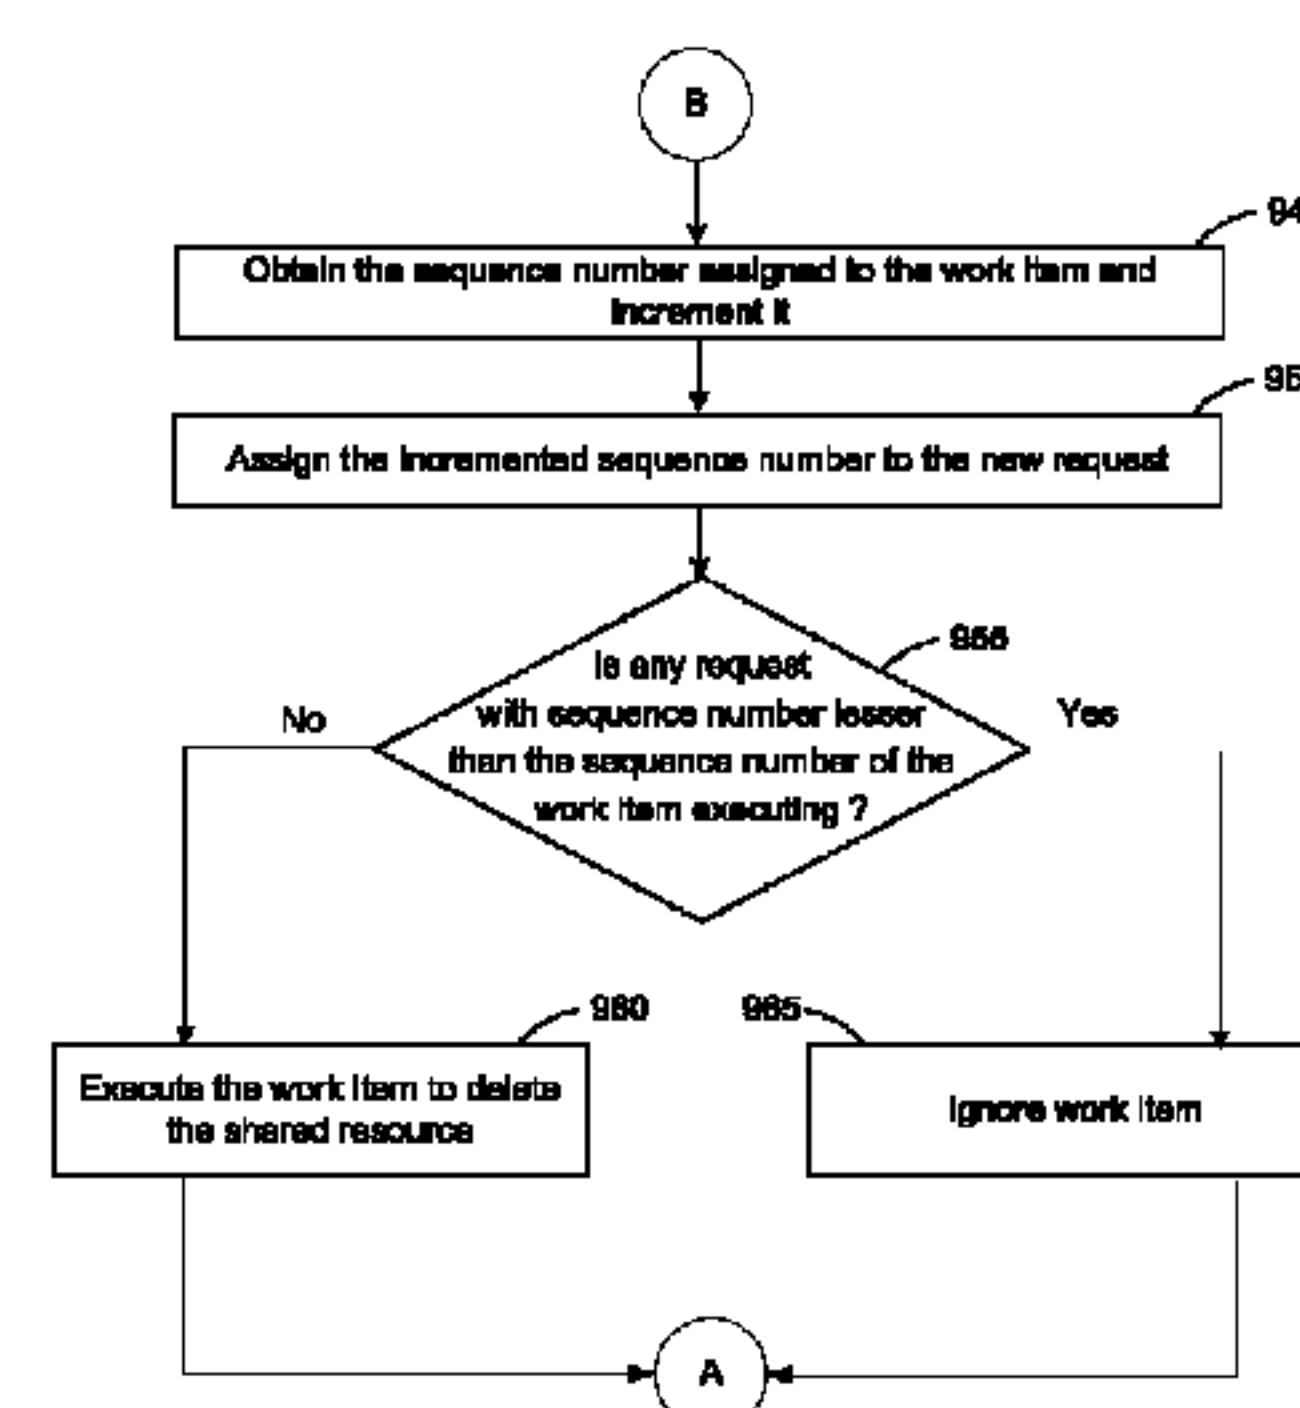 B
94
Obtain the sequence number assigned to the work item and
increment it
95
Assign the incremented sequence number to the new request
955
Is any request
with sequence number lesser
than the sequence number of the
work item executing ?
No
Yes
960
965
Execute the work item to delete
the shared resource
Ignore work item
A